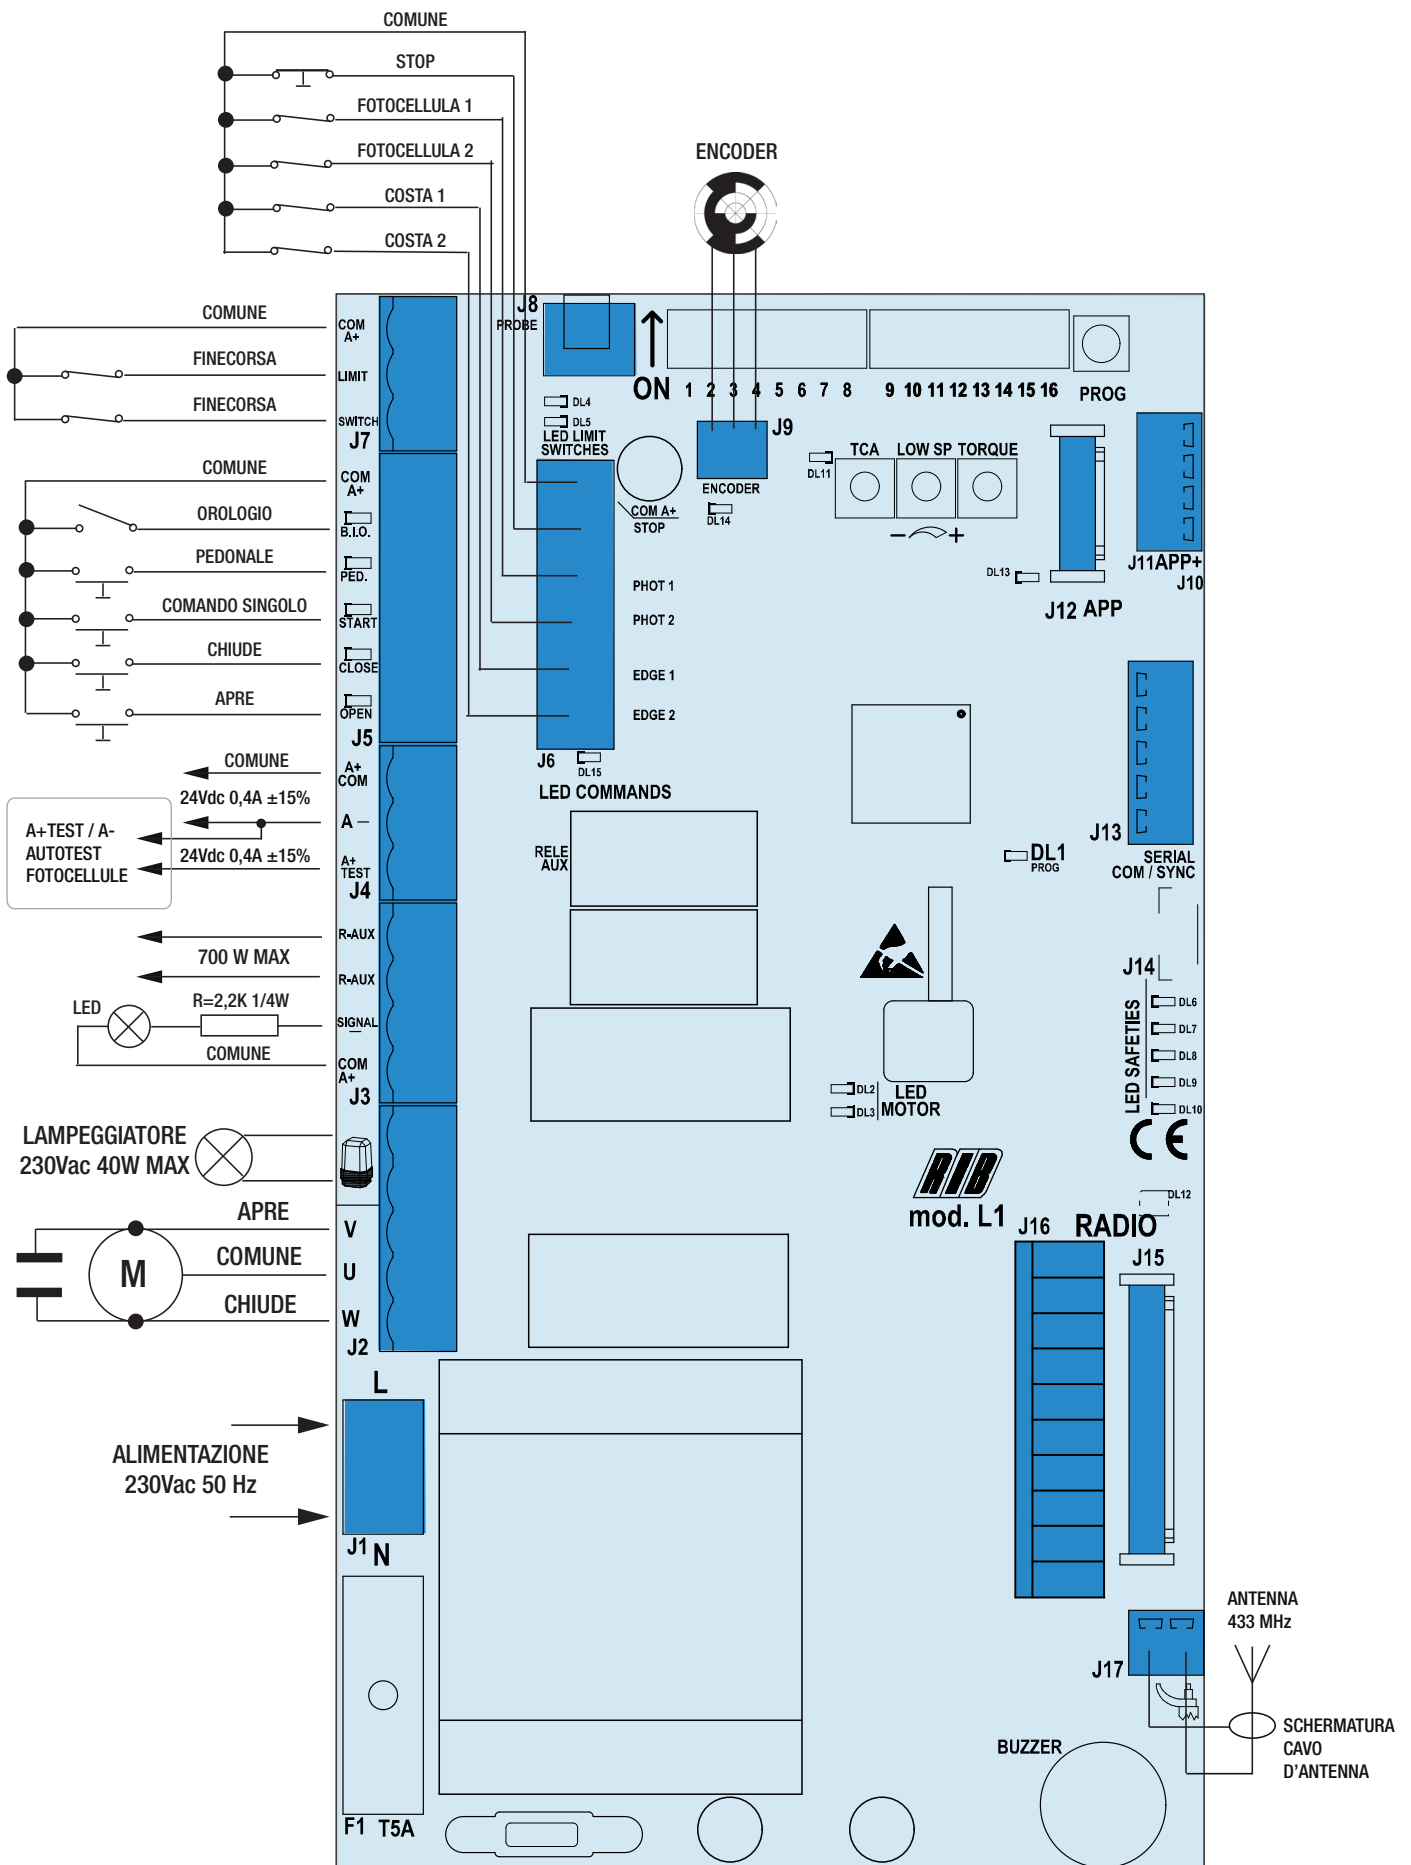 COMUNE
STOP
FOTOCELLULA 1
FOTOCELLULA 2
COSTA 1
COSTA 2
ENCODER
COMUNE
FINECORSA
FINECORSA
COM
A+
LIMIT
SWITCH
J7
J8
PROBE
ON
1 2 3 4 5 6 7 8
9 10 11 12 13 14 15 16
PROG
DL4
DL5
LED LIMIT
SWITCHES
J9
ENCODER
DL14
COM A+
STOP
TCA
LOW SP
TORQUE
DL11
− +
DL13
J12 APP
J11 APP+
J10
COMUNE
OROLOGIO
PEDONALE
COMANDO SINGOLO
CHIUDE
APRE
COM
A+
B.I.O.
PED.
START
CLOSE
OPEN
J5
PHOT 1
PHOT 2
EDGE 1
EDGE 2
J6
DL15
LED COMMANDS
COMUNE
24Vdc 0,4A ±15%
24Vdc 0,4A ±15%
A+TEST / A-
AUTOTEST
FOTOCELLULE
A+
COM
A −
A+
TEST
J4
RELE
AUX
DL1
PROG
J13
SERIAL
COM / SYNC
700 W MAX
LED
R=2,2K 1/4W
COMUNE
R-AUX
R-AUX
SIGNAL
−
COM
A+
J3
J14
LED SAFETIES
DL6
DL7
DL8
DL9
DL10
DL2
DL3
LED
MOTOR
CE
LAMPEGGIATORE
230Vac 40W MAX
RIB
mod. L1
DL12
RADIO
J16
J15
APRE
COMUNE
CHIUDE
M
V
U
W
J2
L
ALIMENTAZIONE
230Vac 50 Hz
J1
N
F1 T5A
ANTENNA
433 MHz
J17
SCHERMATURA
CAVO
D'ANTENNA
BUZZER